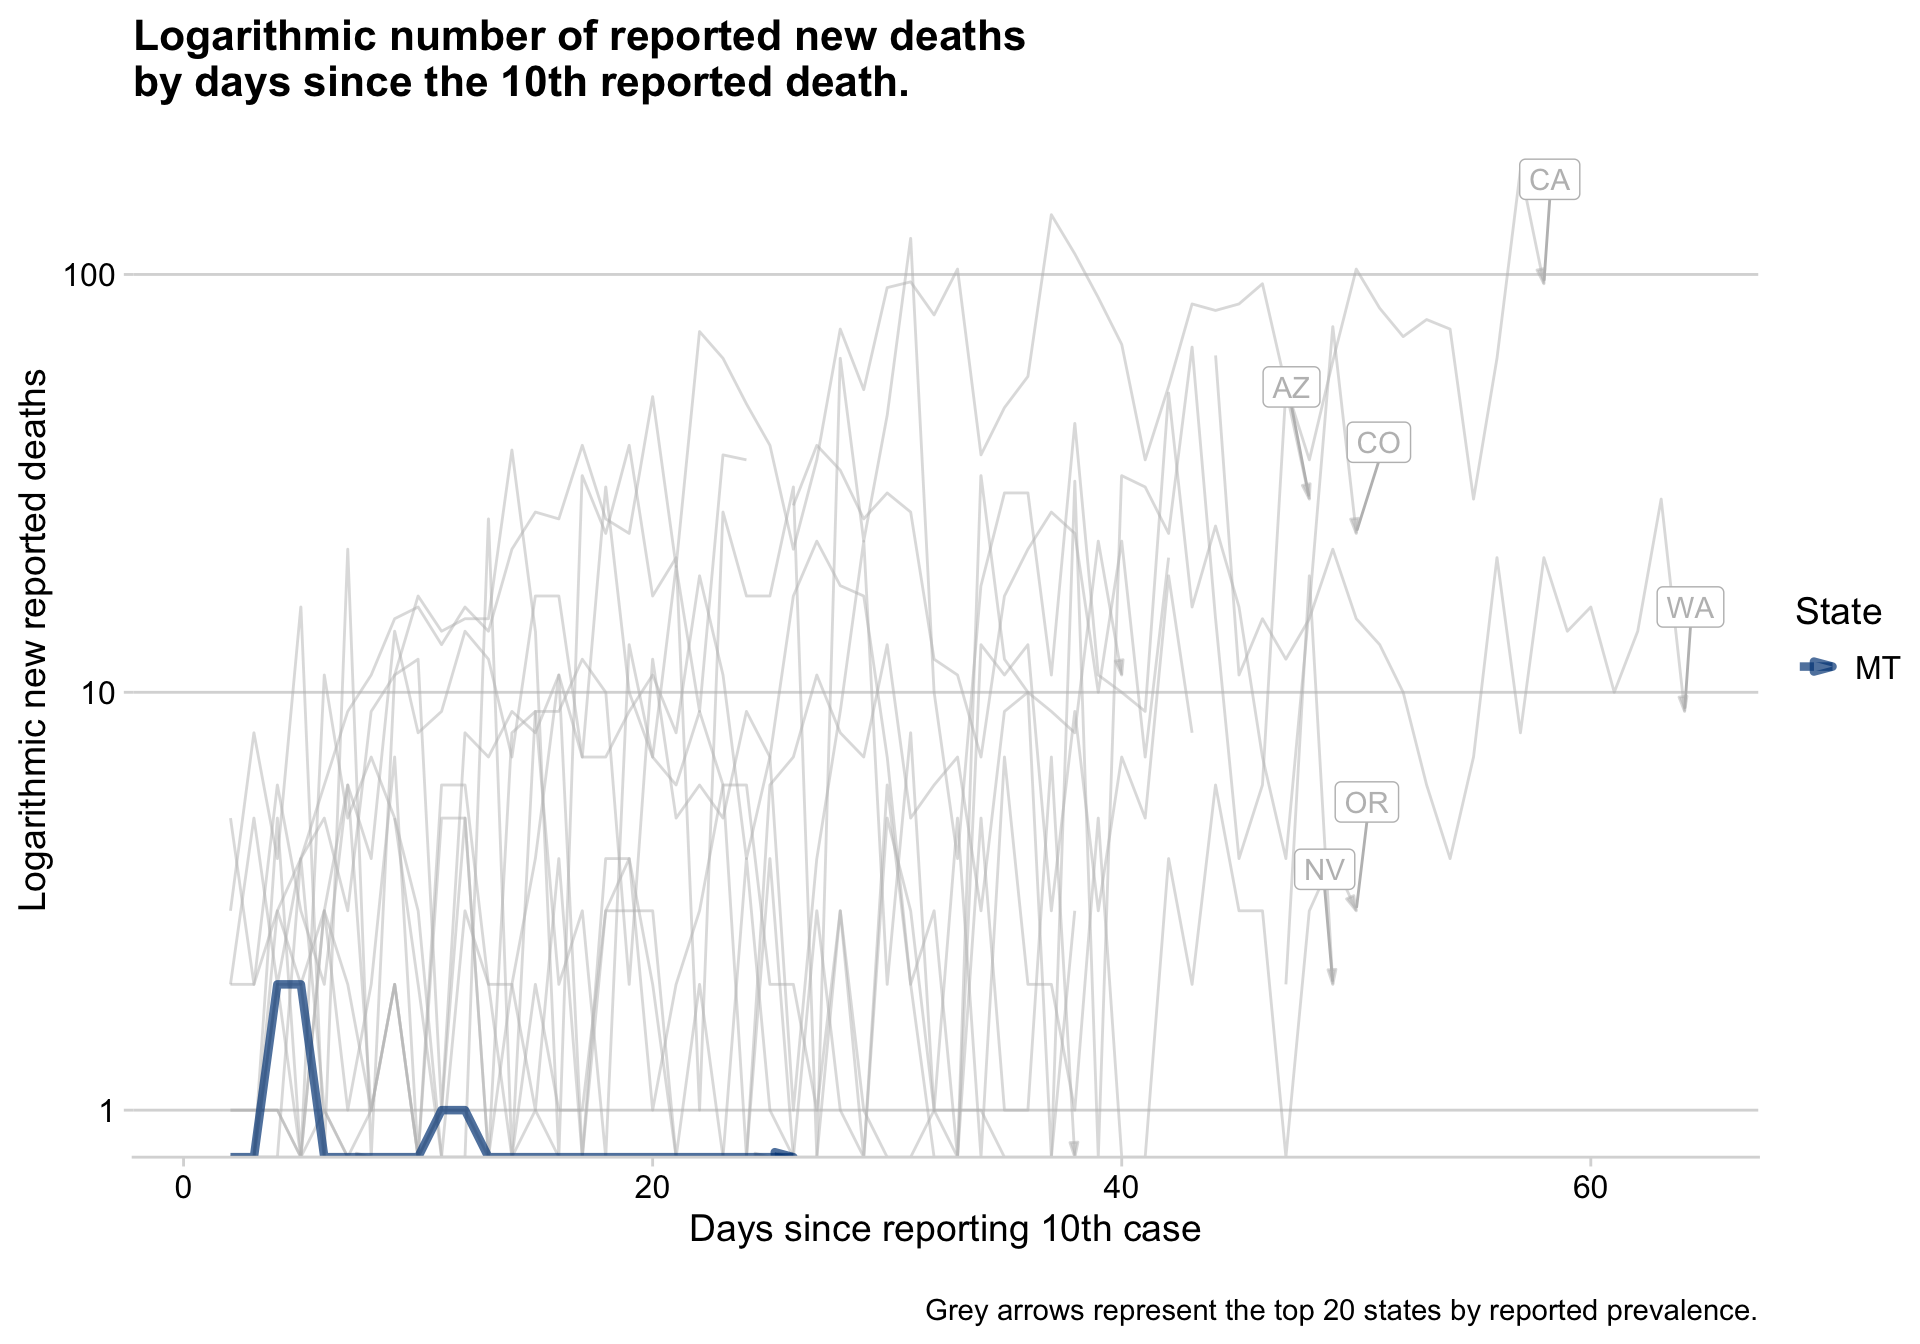 Logarithmic number of reported new deaths
by days since the 10th reported death.
CA
100
AZ
CO
Logarithmic new reported deaths
WA
State
MT
10
OR
NV
1
0 20 40 60
Days since reporting 10th case
Grey arrows represent the top 20 states by reported prevalence.